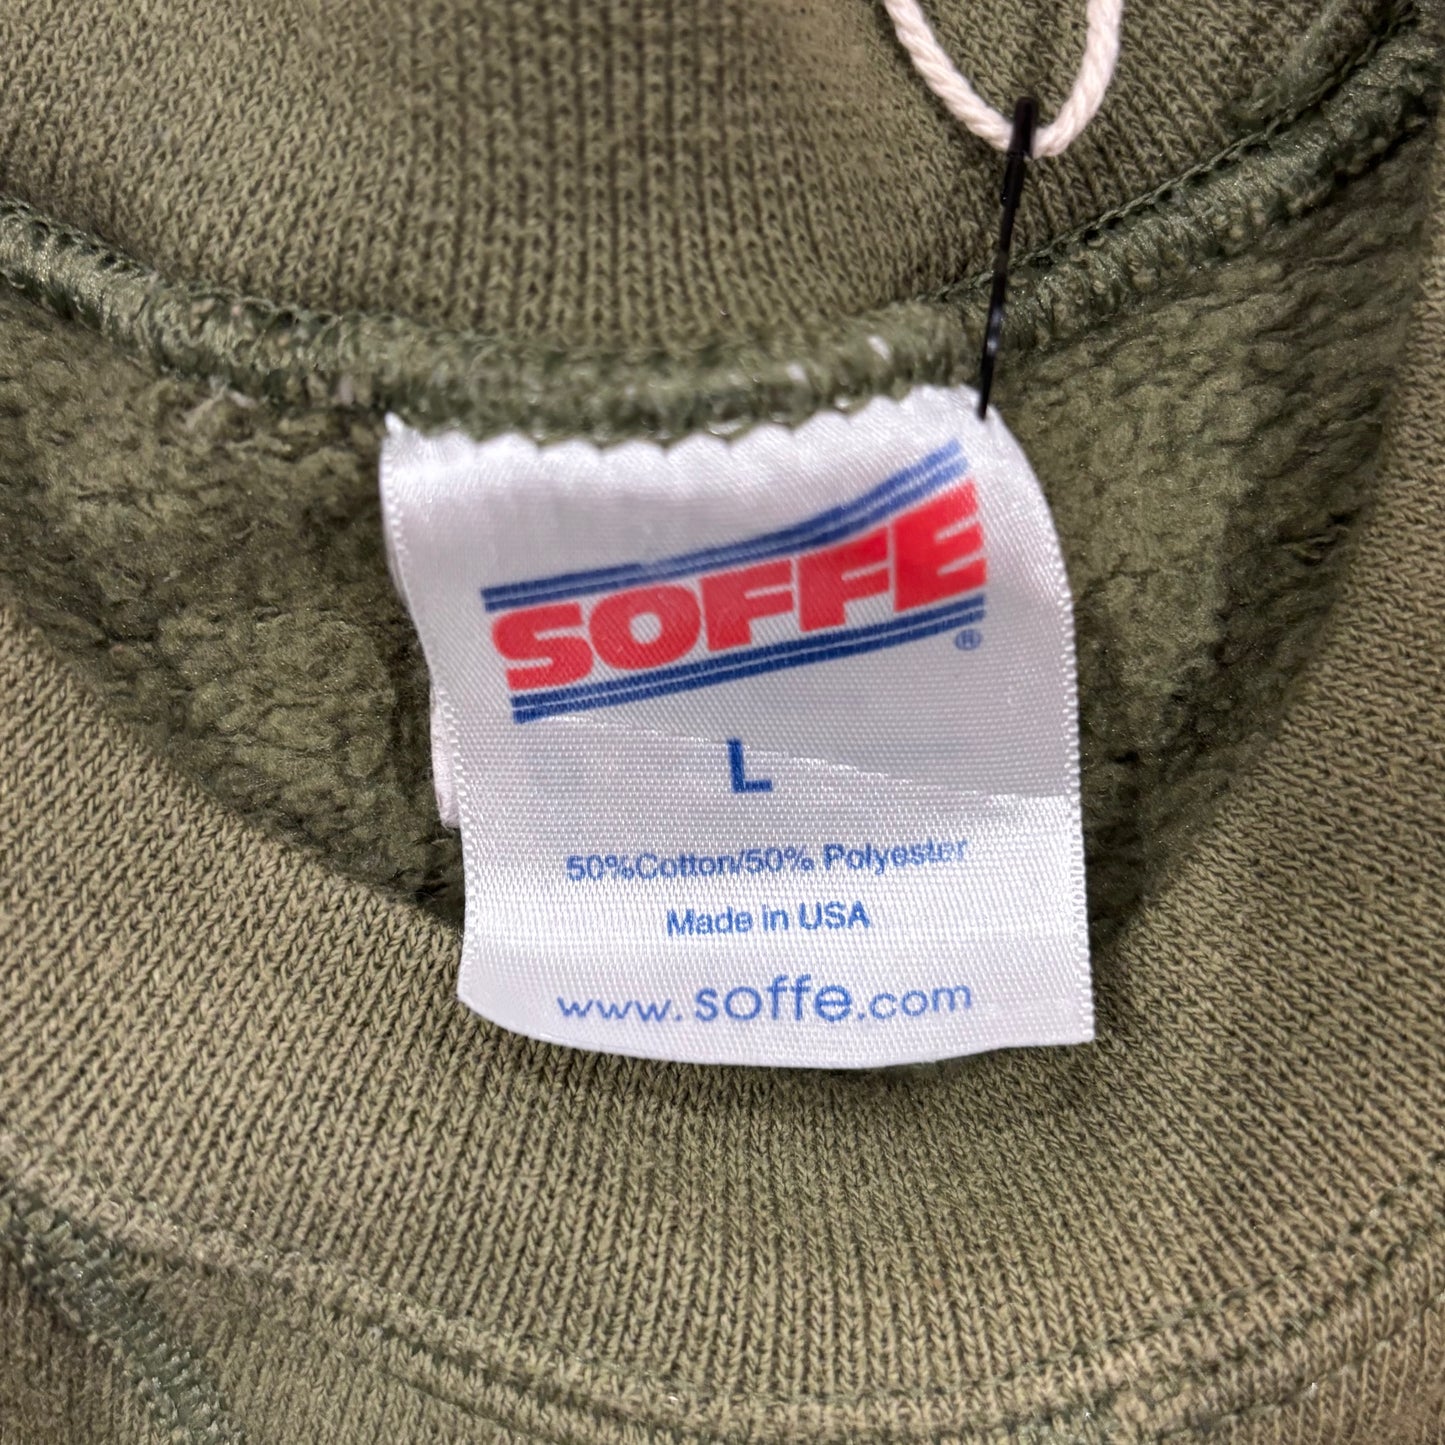 SOFFE®
L
50%Cotton/50% Polyester
Made in USA
www.soffe.com